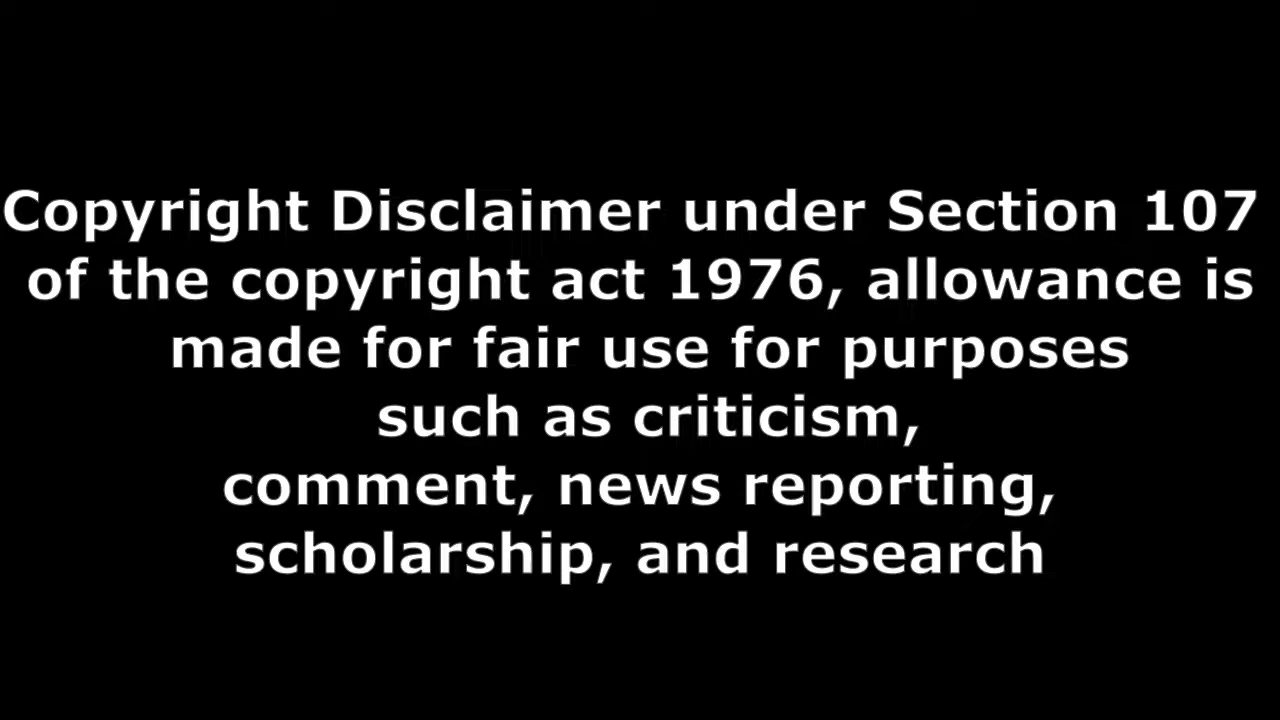 Copyright Disclaimer under Section 107
of the copyright act 1976, allowance is
made for fair use for purposes
such as criticism,
comment, news reporting,
scholarship, and research